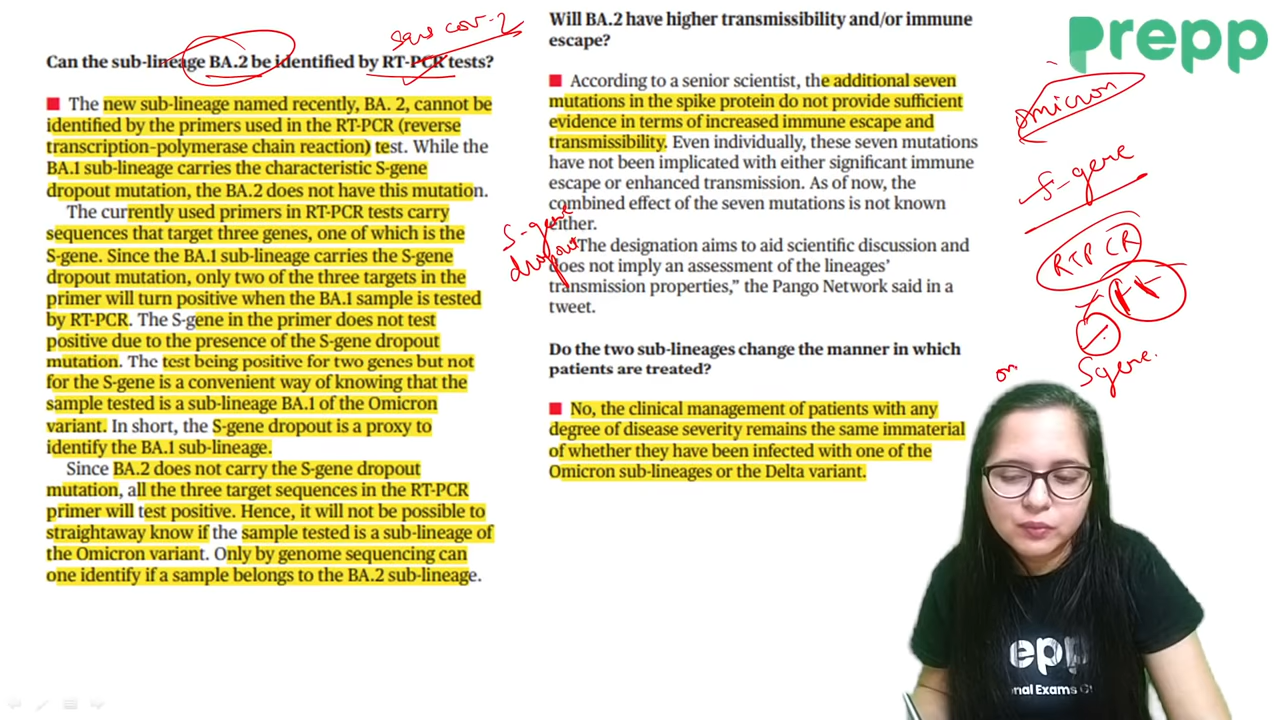 Can the sub-lineage BA.2 be identified by RT-PCR tests?
The new sub-lineage named recently, BA. 2, cannot be
identified by the primers used in the RT-PCR (reverse
transcription-polymerase chain reaction) test. While the
BA.1 sub-lineage carries the characteristic S-gene
dropout mutation, the BA.2 does not have this mutation.
The currently used primers in RT-PCR tests carry
sequences that target three genes, one of which is the
S-gene. Since the BA.1 sub-lineage carries the S-gene
dropout mutation, only two of the three targets in the
primer will turn positive when the BA.1 sample is tested
by RT-PCR. The S-gene in the primer does not test
positive due to the presence of the S-gene dropout
mutation. The test being positive for two genes but not
for the S-gene is a convenient way of knowing that the
sample tested is a sub-lineage BA.1 of the Omicron
variant. In short, the S-gene dropout is a proxy to
identify the BA.1 sub-lineage.
Since BA.2 does not carry the S-gene dropout
mutation, all the three target sequences in the RT-PCR
primer will test positive. Hence, it will not be possible to
straightaway know if the sample tested is a sub-lineage of
the Omicron variant. Only by genome sequencing can
one identify if a sample belongs to the BA.2 sub-lineage.
sars cov-2
S-gene
dropout
Will BA.2 have higher transmissibility and/or immune
escape?
According to a senior scientist, the additional seven
mutations in the spike protein do not provide sufficient
evidence in terms of increased immune escape and
transmissibility. Even individually, these seven mutations
have not been implicated with either significant immune
escape or enhanced transmission. As of now, the
combined effect of the seven mutations is not known
either.
"The designation aims to aid scientific discussion and
does not imply an assessment of the lineages'
transmission properties," the Pango Network said in a
tweet.
Do the two sub-lineages change the manner in which
patients are treated?
No, the clinical management of patients with any
degree of disease severity remains the same immaterial
of whether they have been infected with one of the
Omicron sub-lineages or the Delta variant.
Prepp
omicron
S-gene
RTPCR
++
Sgene.
om
epp
onal Exams G